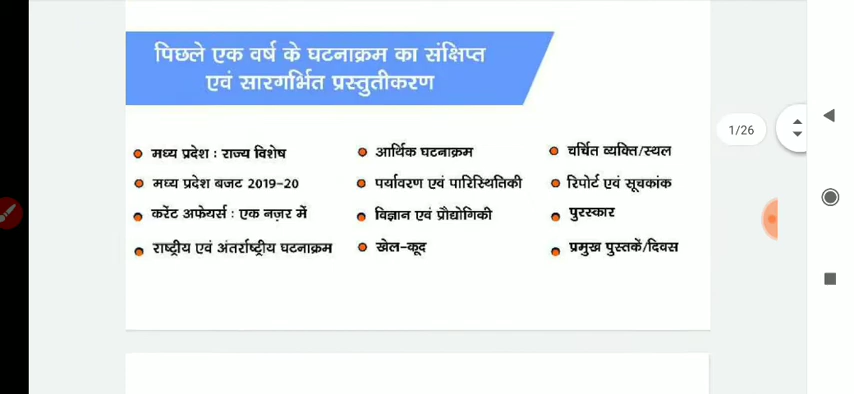 पिछले एक वर्ष के घटनाक्रम का संक्षिप्त
एवं सारगर्भित प्रस्तुतीकरण
मध्य प्रदेश : राज्य विशेष
मध्य प्रदेश बजट 2019-20
करेंट अफेयर्स : एक नज़र में
राष्ट्रीय एवं अंतर्राष्ट्रीय घटनाक्रम
आर्थिक घटनाक्रम
पर्यावरण एवं पारिस्थितिकी
विज्ञान एवं प्रौद्योगिकी
खेल-कूद
चर्चित व्यक्ति/स्थल
रिपोर्ट एवं सूचकांक
पुरस्कार
प्रमुख पुस्तकें/दिवस
1/26